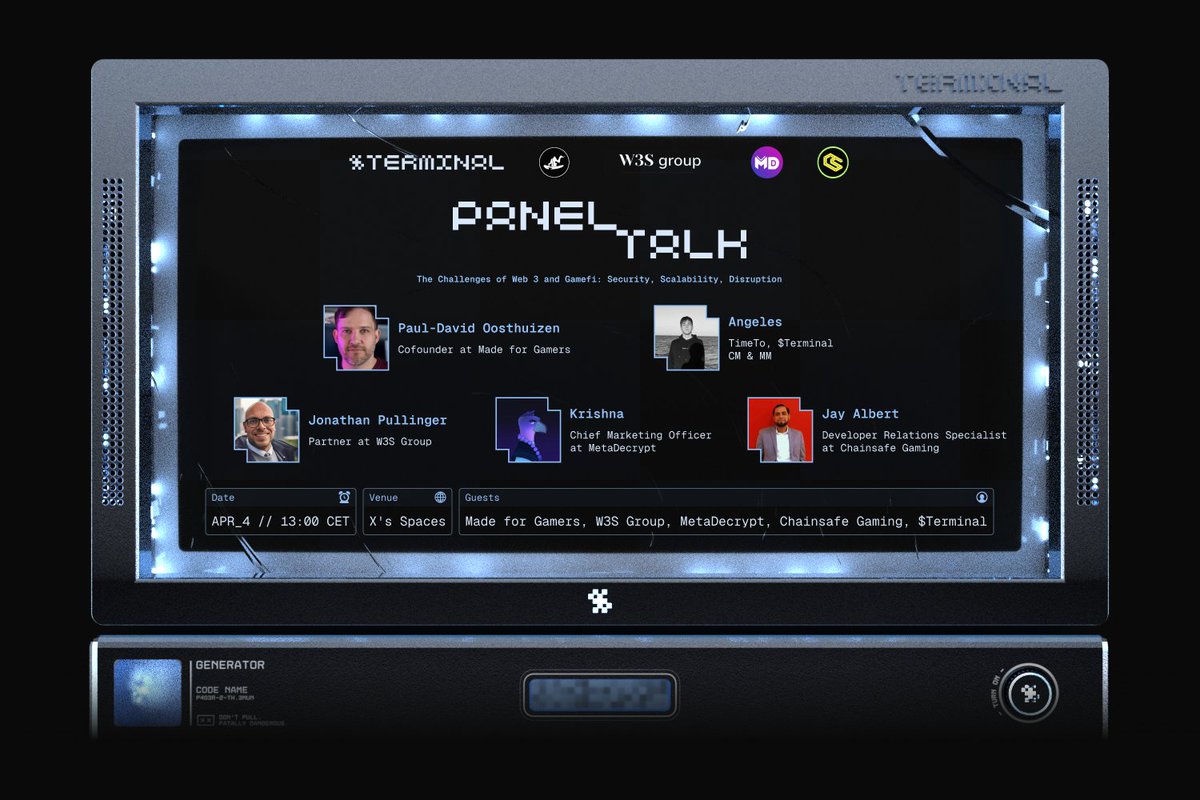 TERMINAL
TERMINAL
W3S group
MD
PANEL
TALK
The Challenges of Web 3 and Gamefi: Security, Scalability, Disruption
Paul-David Oosthuizen
Cofounder at Made for Gamers
Angeles
TimeTo, $Terminal
CM & MM
Jonathan Pullinger
Partner at W3S Group
Krishna
Chief Marketing Officer
at MetaDecrypt
Jay Albert
Developer Relations Specialist
at Chainsafe Gaming
Date
APR_4 // 13:00 CET
Venue
X's Spaces
Guests
Made for Gamers, W3S Group, MetaDecrypt, Chainsafe Gaming, $Terminal
GENERATOR
CODE NAME
DON'T PULL.
FATALLY DANGEROUS
TURN ON